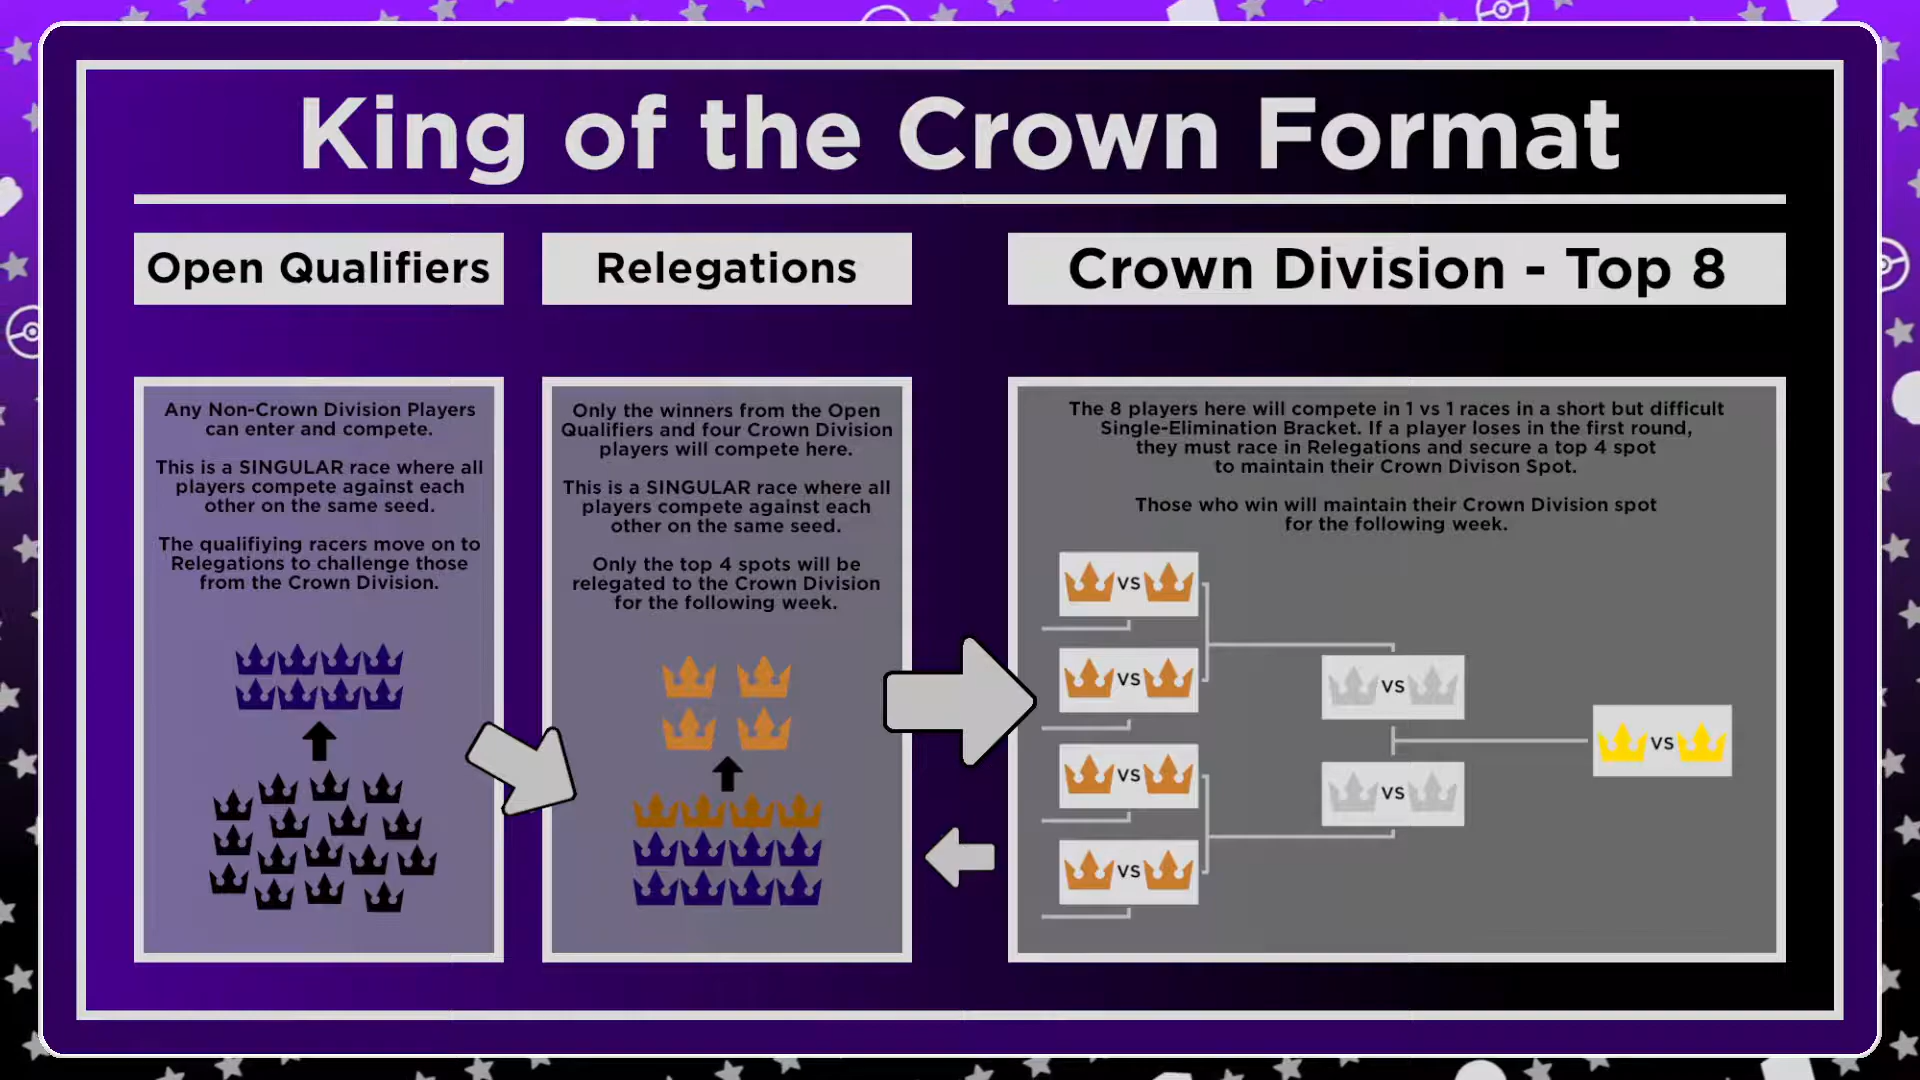 King of the Crown Format
Open Qualifiers
Any Non-Crown Division Players
can enter and compete.
This is a SINGULAR race where all
players compete against each
other on the same seed.
The qualifiying racers move on to
Relegations to challenge those
from the Crown Division.
Relegations
Only the winners from the Open
Qualifiers and four Crown Division
players will compete here.
This is a SINGULAR race where all
players compete against each
other on the same seed.
Only the top 4 spots will be
relegated to the Crown Division
for the following week.
Crown Division - Top 8
The 8 players here will compete in 1 vs 1 races in a short but difficult
Single-Elimination Bracket. If a player loses in the first round,
they must race in Relegations and secure a top 4 spot
to maintain their Crown Divison Spot.
Those who win will maintain their Crown Division spot
for the following week.
VS
VS
VS
VS
VS
VS
VS